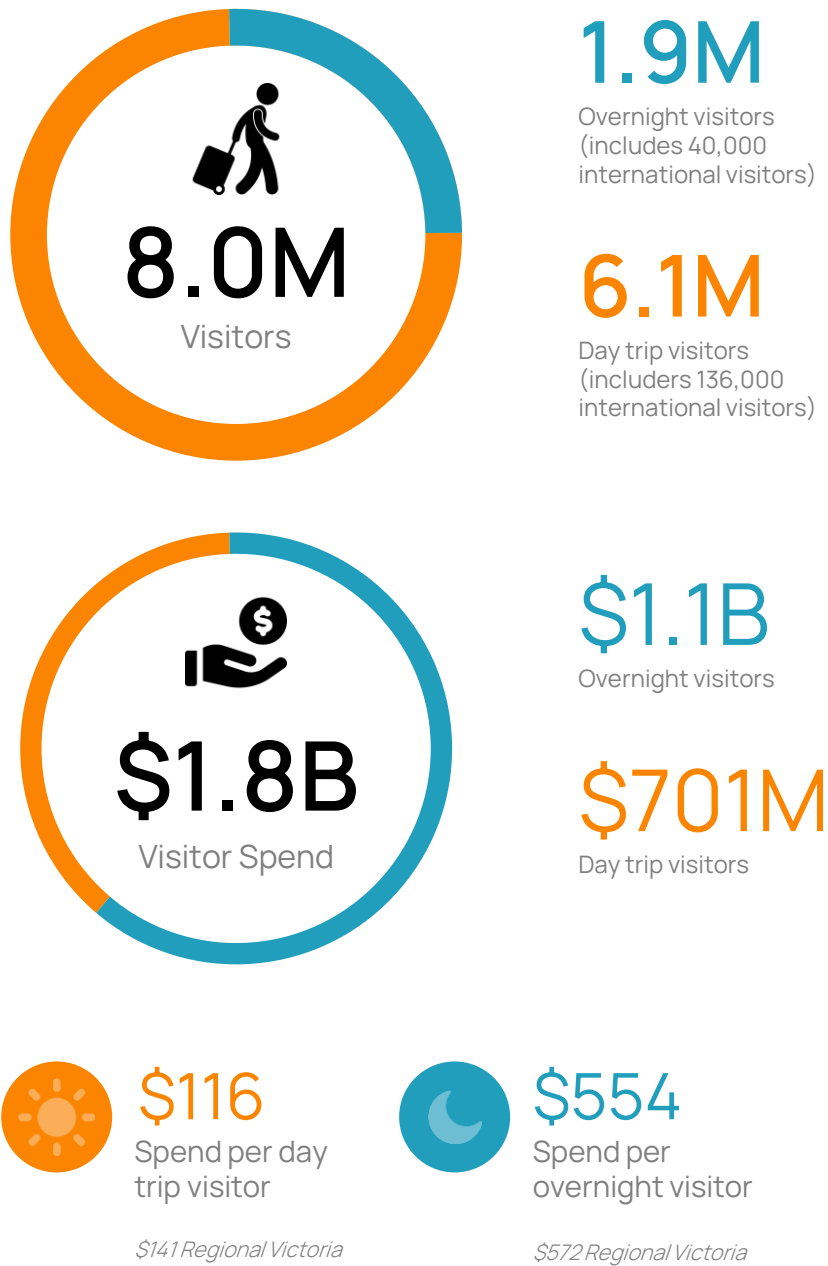 8.0M
Visitors
1.9M
Overnight visitors
(includes 40,000
international visitors)
6.1M
Day trip visitors
(includers 136,000
international visitors)
$
$1.8B
Visitor Spend
$1.1B
Overnight visitors
$701M
Day trip visitors
$116
Spend per day
trip visitor
$141 Regional Victoria
$554
Spend per
overnight visitor
$572 Regional Victoria